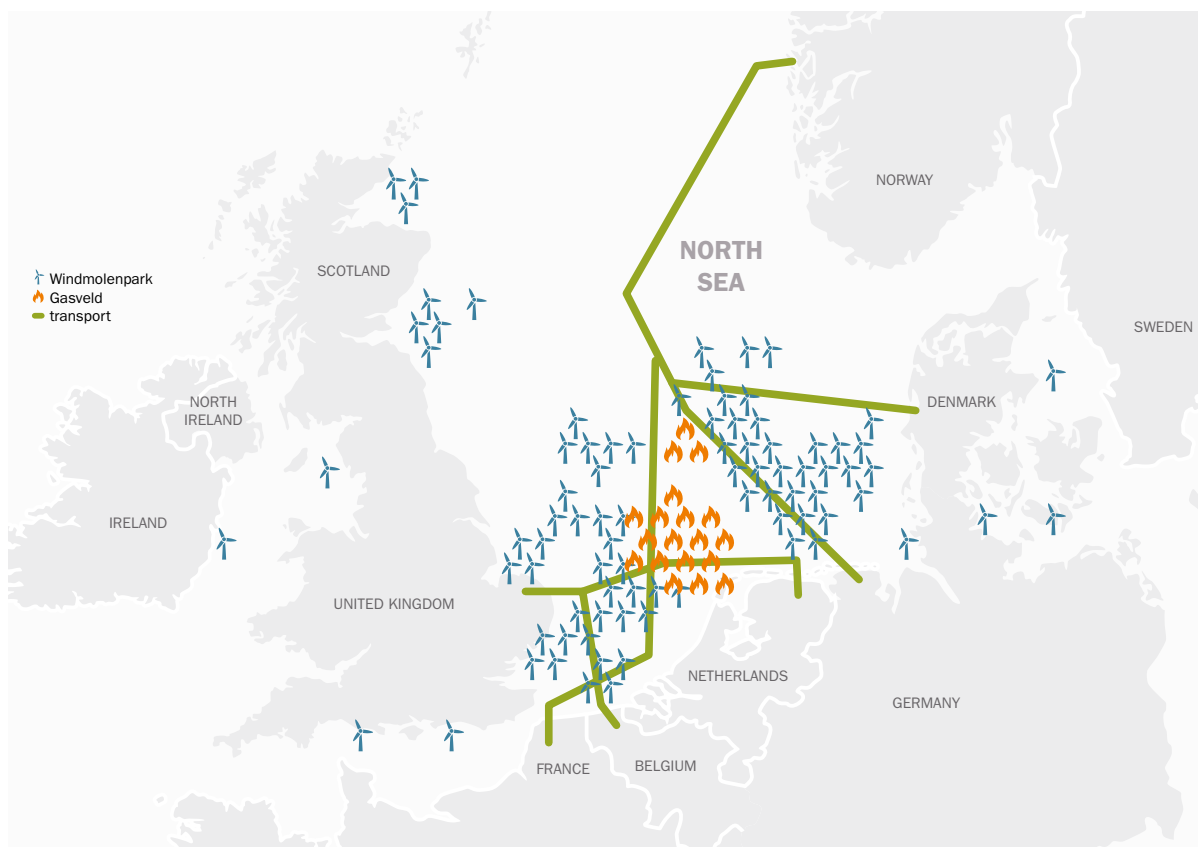 NORWAY
NORTH
SEA
SCOTLAND
Windmolenpark
Gasveld
transport
SWEDEN
NORTH
IRELAND
DENMARK
IRELAND
UNITED KINGDOM
NETHERLANDS
GERMANY
FRANCE
BELGIUM